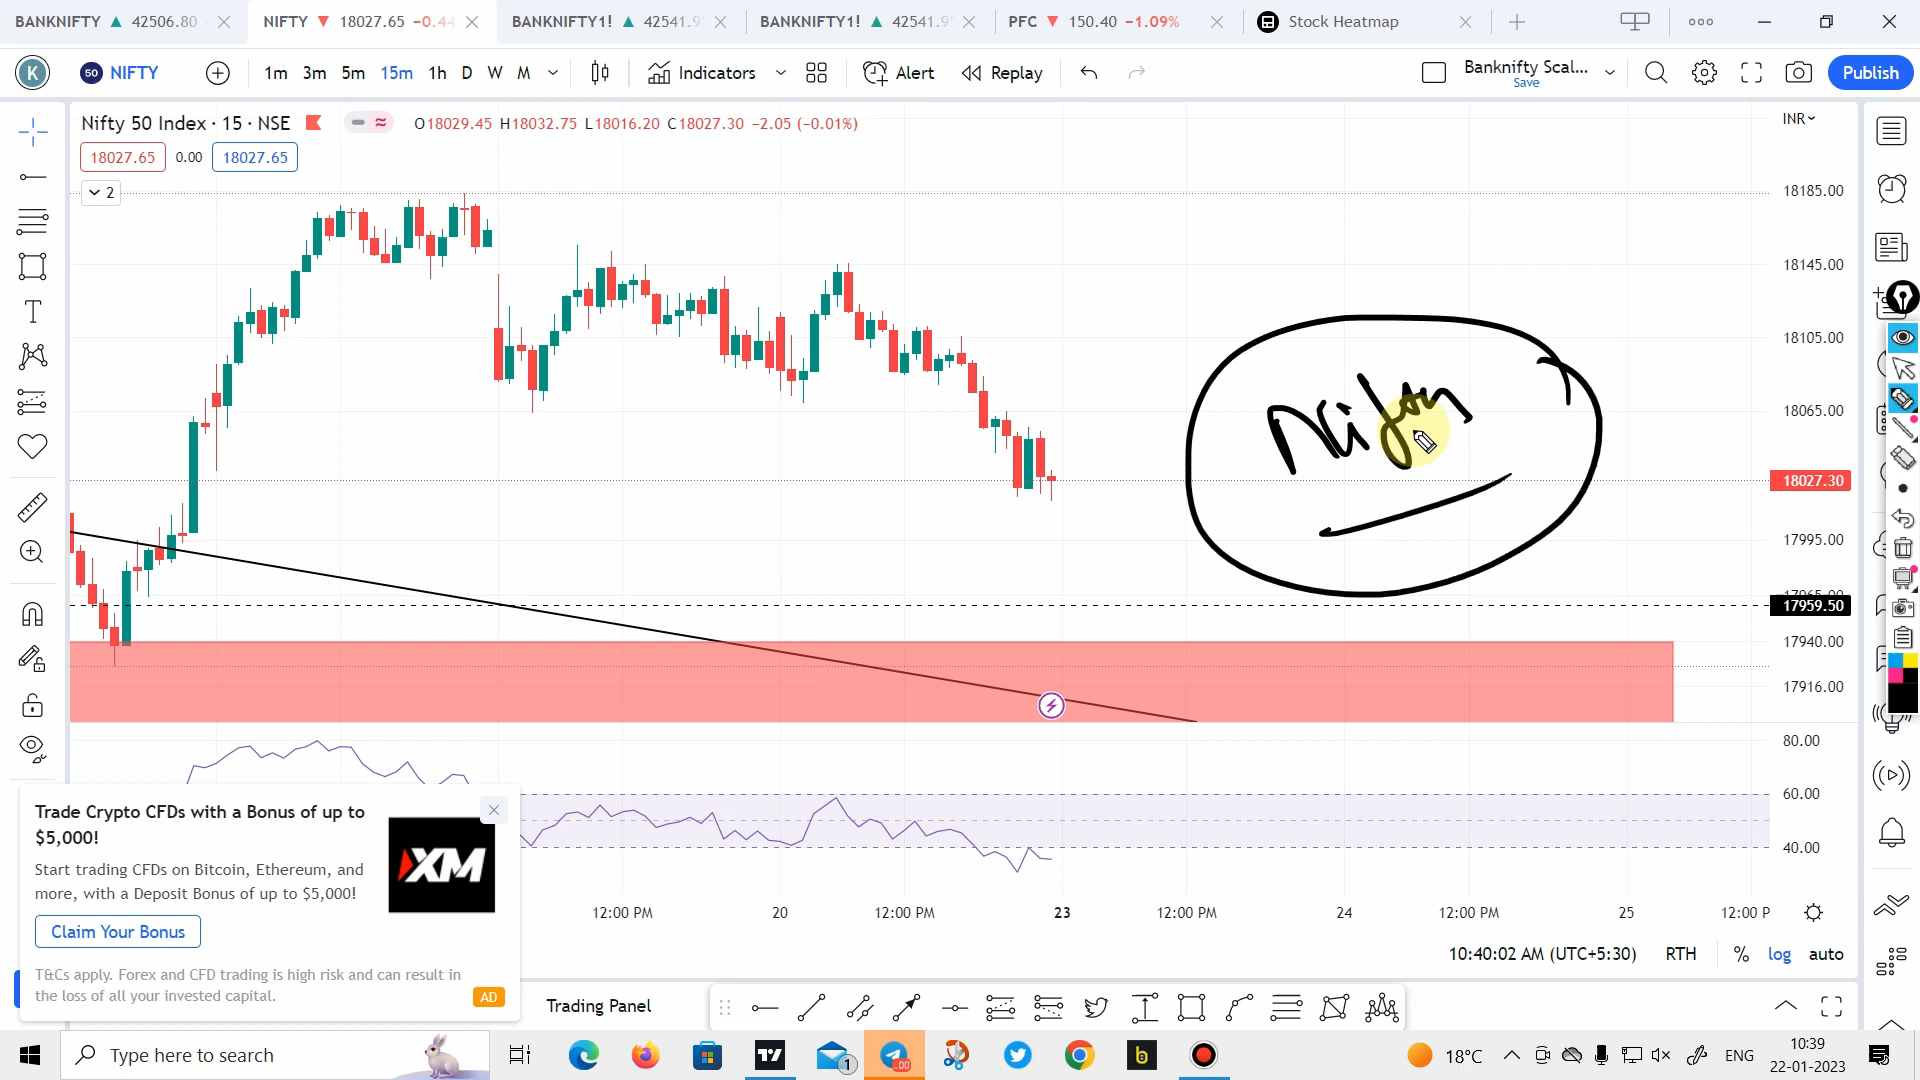 BANKNIFTY ▲ 42506.80
NIFTY ▼ 18027.65 −0.44
BANKNIFTY1! ▲ 42541.95
BANKNIFTY1! ▲ 42541.95
PFC ▼ 150.40 −1.09%
Stock Heatmap
K
50 NIFTY
1m 3m 5m 15m 1h D W M
Indicators
Alert
Replay
Banknifty Scal...
Save
Publish
Nifty 50 Index · 15 · NSE
O18029.45 H18032.75 L18016.20 C18027.30 −2.05 (−0.01%)
INR
18027.65 0.00 18027.65
2
18185.00
18145.00
18105.00
18065.00
18027.30
17995.00
17959.50
17940.00
17916.00
80.00
60.00
40.00
Trade Crypto CFDs with a Bonus of up to
$5,000!
Start trading CFDs on Bitcoin, Ethereum, and
more, with a Deposit Bonus of up to $5,000!
XM
Claim Your Bonus
T&Cs apply. Forex and CFD trading is high risk and can result in
the loss of all your invested capital.
AD
12:00 PM 20 12:00 PM 23 12:00 PM 24 12:00 PM 25 12:00 P
10:40:02 AM (UTC+5:30) RTH % log auto
Trading Panel
Type here to search
1
18°C
ENG
10:39
22-01-2023